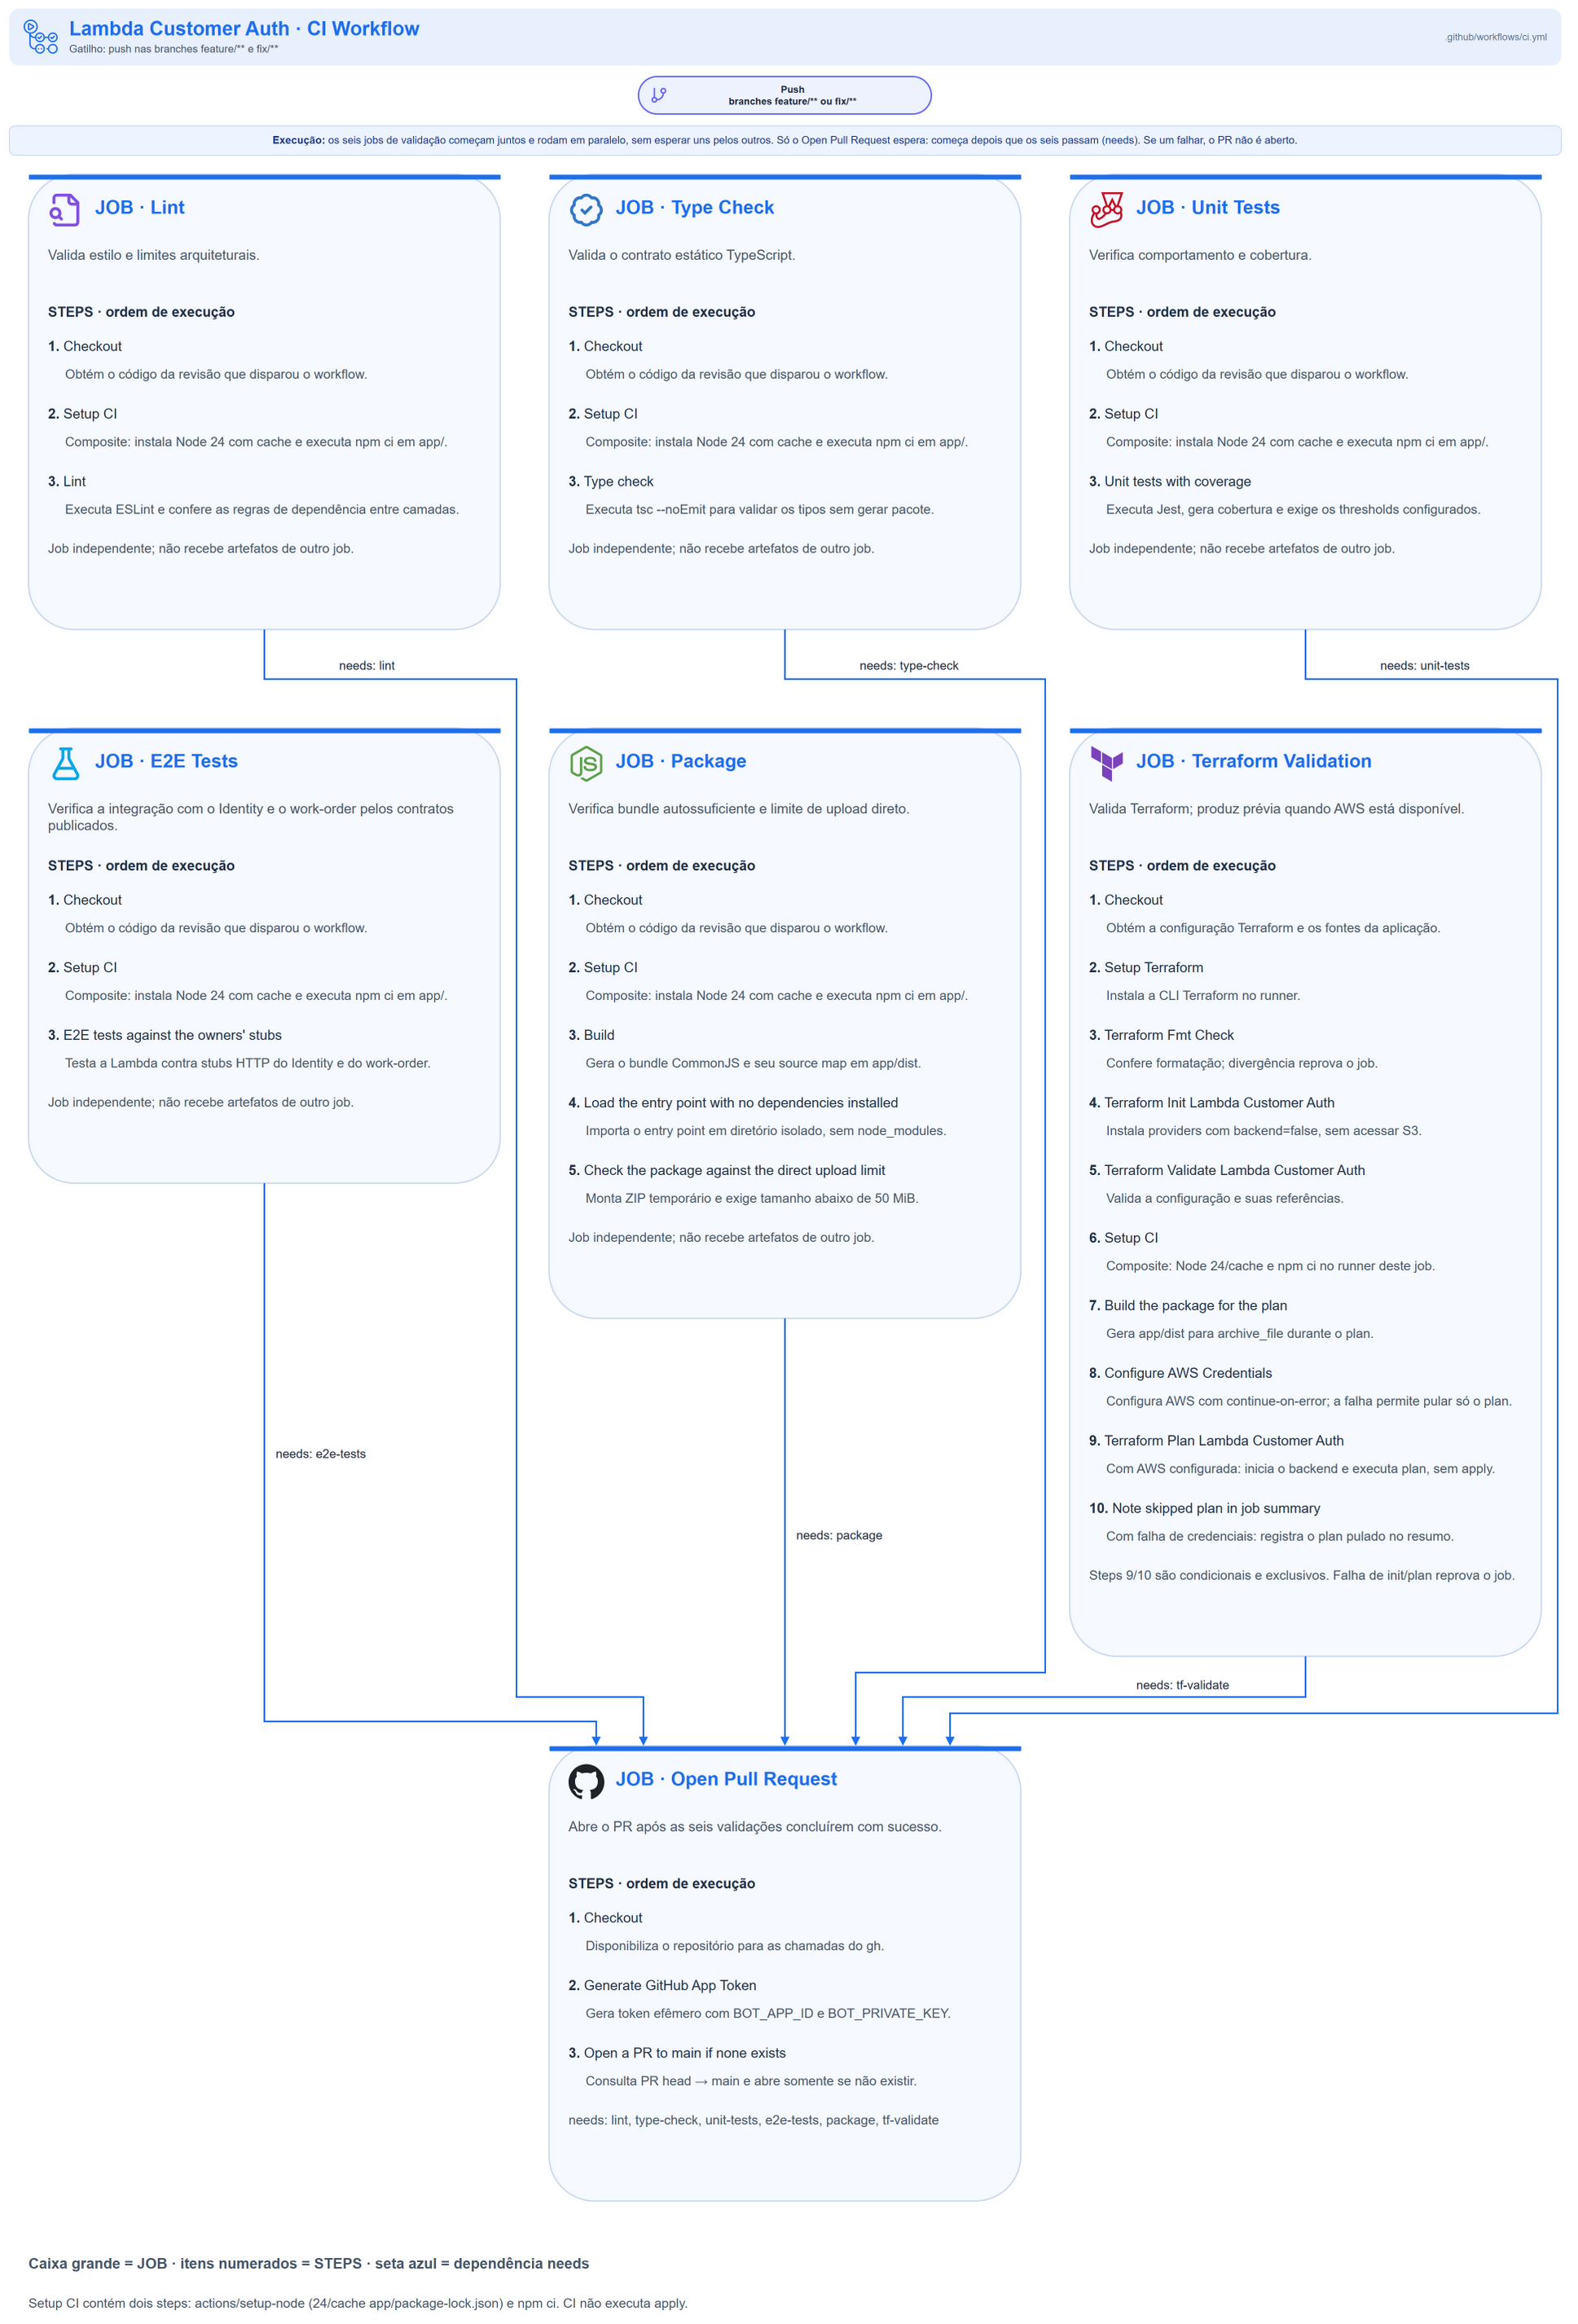 Lambda Customer Auth · CI Workflow
Gatilho: push nas branches feature/** e fix/**
.github/workflows/ci.yml
Push
branches feature/** ou fix/**
Execução: os seis jobs de validação começam juntos e rodam em paralelo, sem esperar uns pelos outros. Só o Open Pull Request espera: começa depois que os seis passam (needs). Se um falhar, o PR não é aberto.
JOB · Lint
Valida estilo e limites arquiteturais.
STEPS · ordem de execução
1. Checkout
Obtém o código da revisão que disparou o workflow.
2. Setup CI
Composite: instala Node 24 com cache e executa npm ci em app/.
3. Lint
Executa ESLint e confere as regras de dependência entre camadas.
Job independente; não recebe artefatos de outro job.
JOB · Type Check
Valida o contrato estático TypeScript.
STEPS · ordem de execução
1. Checkout
Obtém o código da revisão que disparou o workflow.
2. Setup CI
Composite: instala Node 24 com cache e executa npm ci em app/.
3. Type check
Executa tsc --noEmit para validar os tipos sem gerar pacote.
Job independente; não recebe artefatos de outro job.
JOB · Unit Tests
Verifica comportamento e cobertura.
STEPS · ordem de execução
1. Checkout
Obtém o código da revisão que disparou o workflow.
2. Setup CI
Composite: instala Node 24 com cache e executa npm ci em app/.
3. Unit tests with coverage
Executa Jest, gera cobertura e exige os thresholds configurados.
Job independente; não recebe artefatos de outro job.
needs: lint
needs: type-check
needs: unit-tests
JOB · E2E Tests
Verifica a integração com o Identity e o work-order pelos contratos
publicados.
STEPS · ordem de execução
1. Checkout
Obtém o código da revisão que disparou o workflow.
2. Setup CI
Composite: instala Node 24 com cache e executa npm ci em app/.
3. E2E tests against the owners' stubs
Testa a Lambda contra stubs HTTP do Identity e do work-order.
Job independente; não recebe artefatos de outro job.
JOB · Package
Verifica bundle autossuficiente e limite de upload direto.
STEPS · ordem de execução
1. Checkout
Obtém o código da revisão que disparou o workflow.
2. Setup CI
Composite: instala Node 24 com cache e executa npm ci em app/.
3. Build
Gera o bundle CommonJS e seu source map em app/dist.
4. Load the entry point with no dependencies installed
Importa o entry point em diretório isolado, sem node_modules.
5. Check the package against the direct upload limit
Monta ZIP temporário e exige tamanho abaixo de 50 MiB.
Job independente; não recebe artefatos de outro job.
JOB · Terraform Validation
Valida Terraform; produz prévia quando AWS está disponível.
STEPS · ordem de execução
1. Checkout
Obtém a configuração Terraform e os fontes da aplicação.
2. Setup Terraform
Instala a CLI Terraform no runner.
3. Terraform Fmt Check
Confere formatação; divergência reprova o job.
4. Terraform Init Lambda Customer Auth
Instala providers com backend=false, sem acessar S3.
5. Terraform Validate Lambda Customer Auth
Valida a configuração e suas referências.
6. Setup CI
Composite: Node 24/cache e npm ci no runner deste job.
7. Build the package for the plan
Gera app/dist para archive_file durante o plan.
8. Configure AWS Credentials
Configura AWS com continue-on-error; a falha permite pular só o plan.
9. Terraform Plan Lambda Customer Auth
Com AWS configurada: inicia o backend e executa plan, sem apply.
10. Note skipped plan in job summary
Com falha de credenciais: registra o plan pulado no resumo.
Steps 9/10 são condicionais e exclusivos. Falha de init/plan reprova o job.
needs: e2e-tests
needs: package
needs: tf-validate
JOB · Open Pull Request
Abre o PR após as seis validações concluírem com sucesso.
STEPS · ordem de execução
1. Checkout
Disponibiliza o repositório para as chamadas do gh.
2. Generate GitHub App Token
Gera token efêmero com BOT_APP_ID e BOT_PRIVATE_KEY.
3. Open a PR to main if none exists
Consulta PR head → main e abre somente se não existir.
needs: lint, type-check, unit-tests, e2e-tests, package, tf-validate
Caixa grande = JOB · itens numerados = STEPS · seta azul = dependência needs
Setup CI contém dois steps: actions/setup-node (24/cache app/package-lock.json) e npm ci. CI não executa apply.